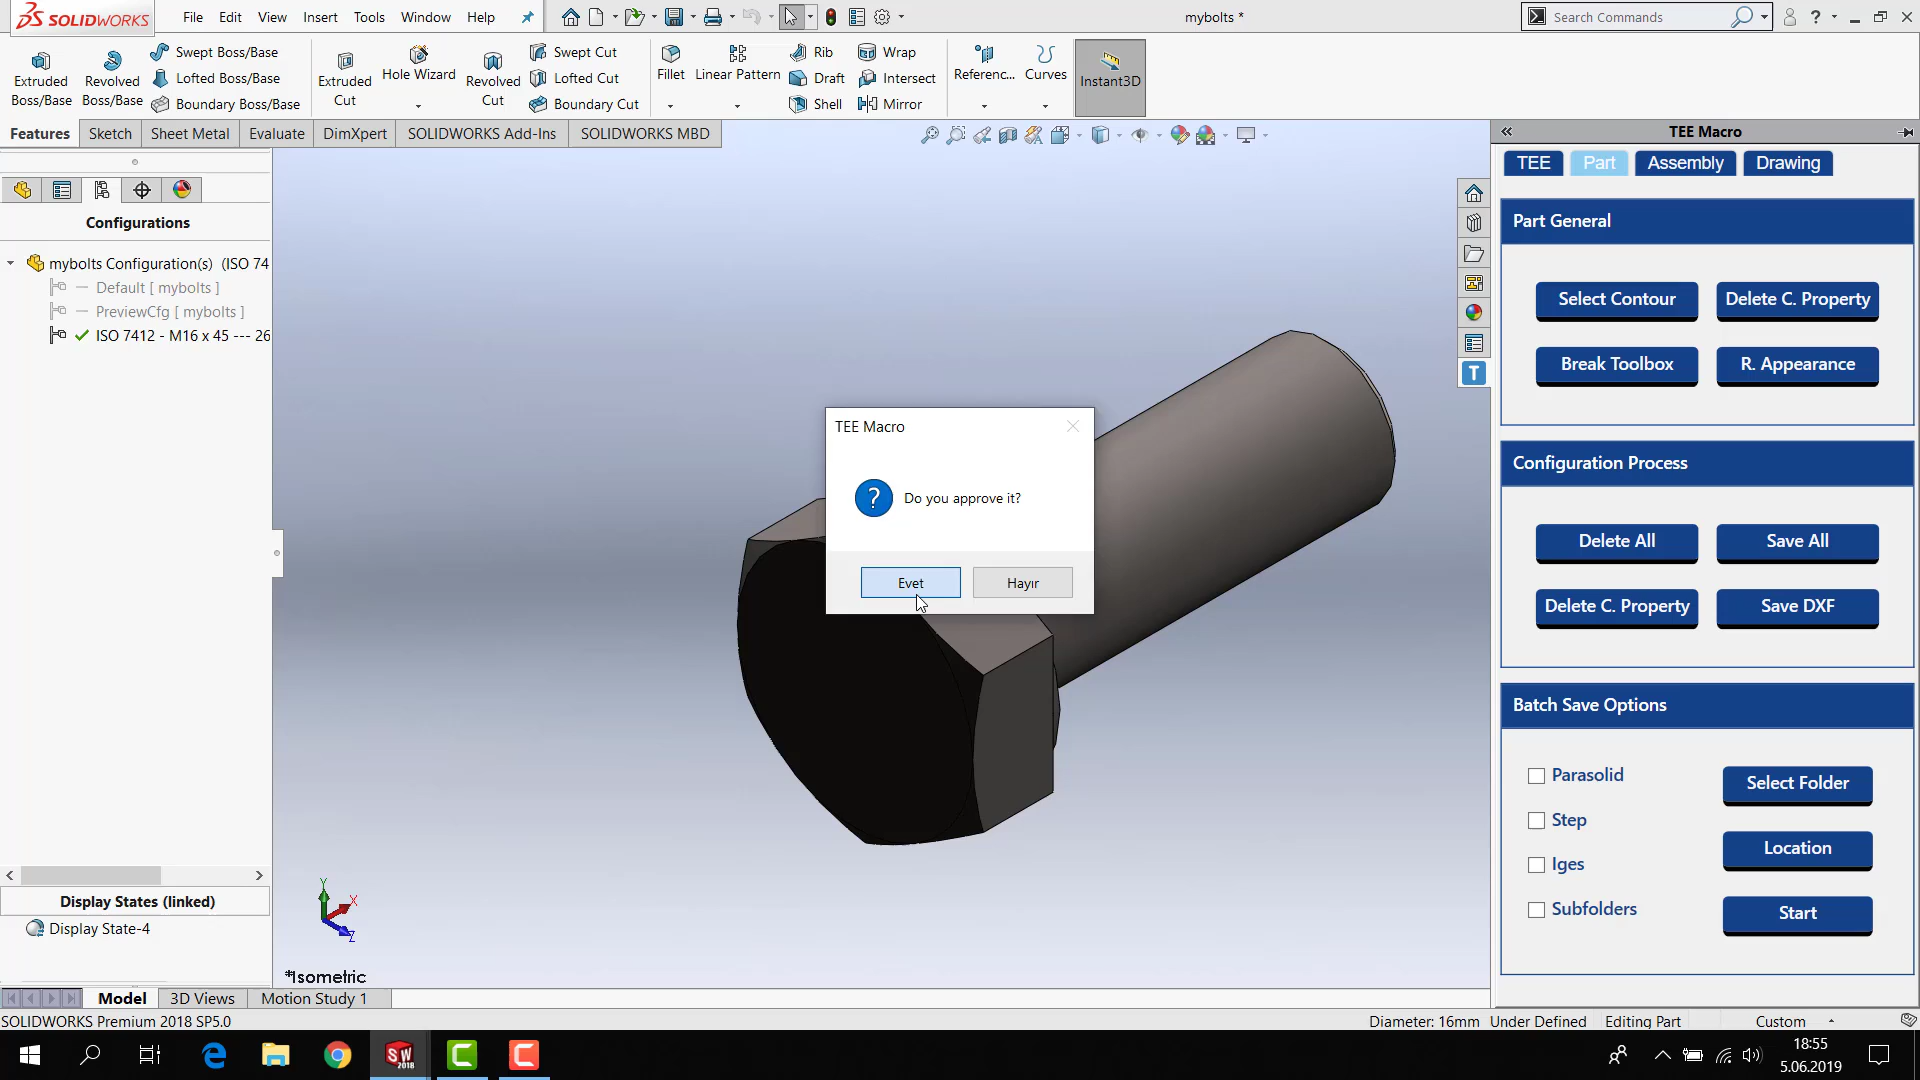 SOLIDWORKS
File Edit View Insert Tools Window Help
mybolts *
Search Commands
Extruded Boss/Base
Revolved Boss/Base
Swept Boss/Base
Lofted Boss/Base
Boundary Boss/Base
Extruded Cut
Hole Wizard
Revolved Cut
Swept Cut
Lofted Cut
Boundary Cut
Fillet
Linear Pattern
Rib
Draft
Shell
Wrap
Intersect
Mirror
Referenc...
Curves
Instant3D
Features Sketch Sheet Metal Evaluate DimXpert SOLIDWORKS Add-Ins SOLIDWORKS MBD
Configurations
mybolts Configuration(s) (ISO 74
Default [ mybolts ]
PreviewCfg [ mybolts ]
ISO 7412 - M16 x 45 --- 26
Display States (linked)
Display State-4
Y
X
Z
*Isometric
TEE Macro
Do you approve it?
Evet Hayır
TEE Macro
TEE Part Assembly Drawing
Part General
Select Contour Delete C. Property
Break Toolbox R. Appearance
Configuration Process
Delete All Save All
Delete C. Property Save DXF
Batch Save Options
Parasolid Select Folder
Step
Location
Iges
Subfolders Start
T
Model 3D Views Motion Study 1
SOLIDWORKS Premium 2018 SP5.0
Diameter: 16mm Under Defined Editing Part Custom
SW 2018
18:55
5.06.2019